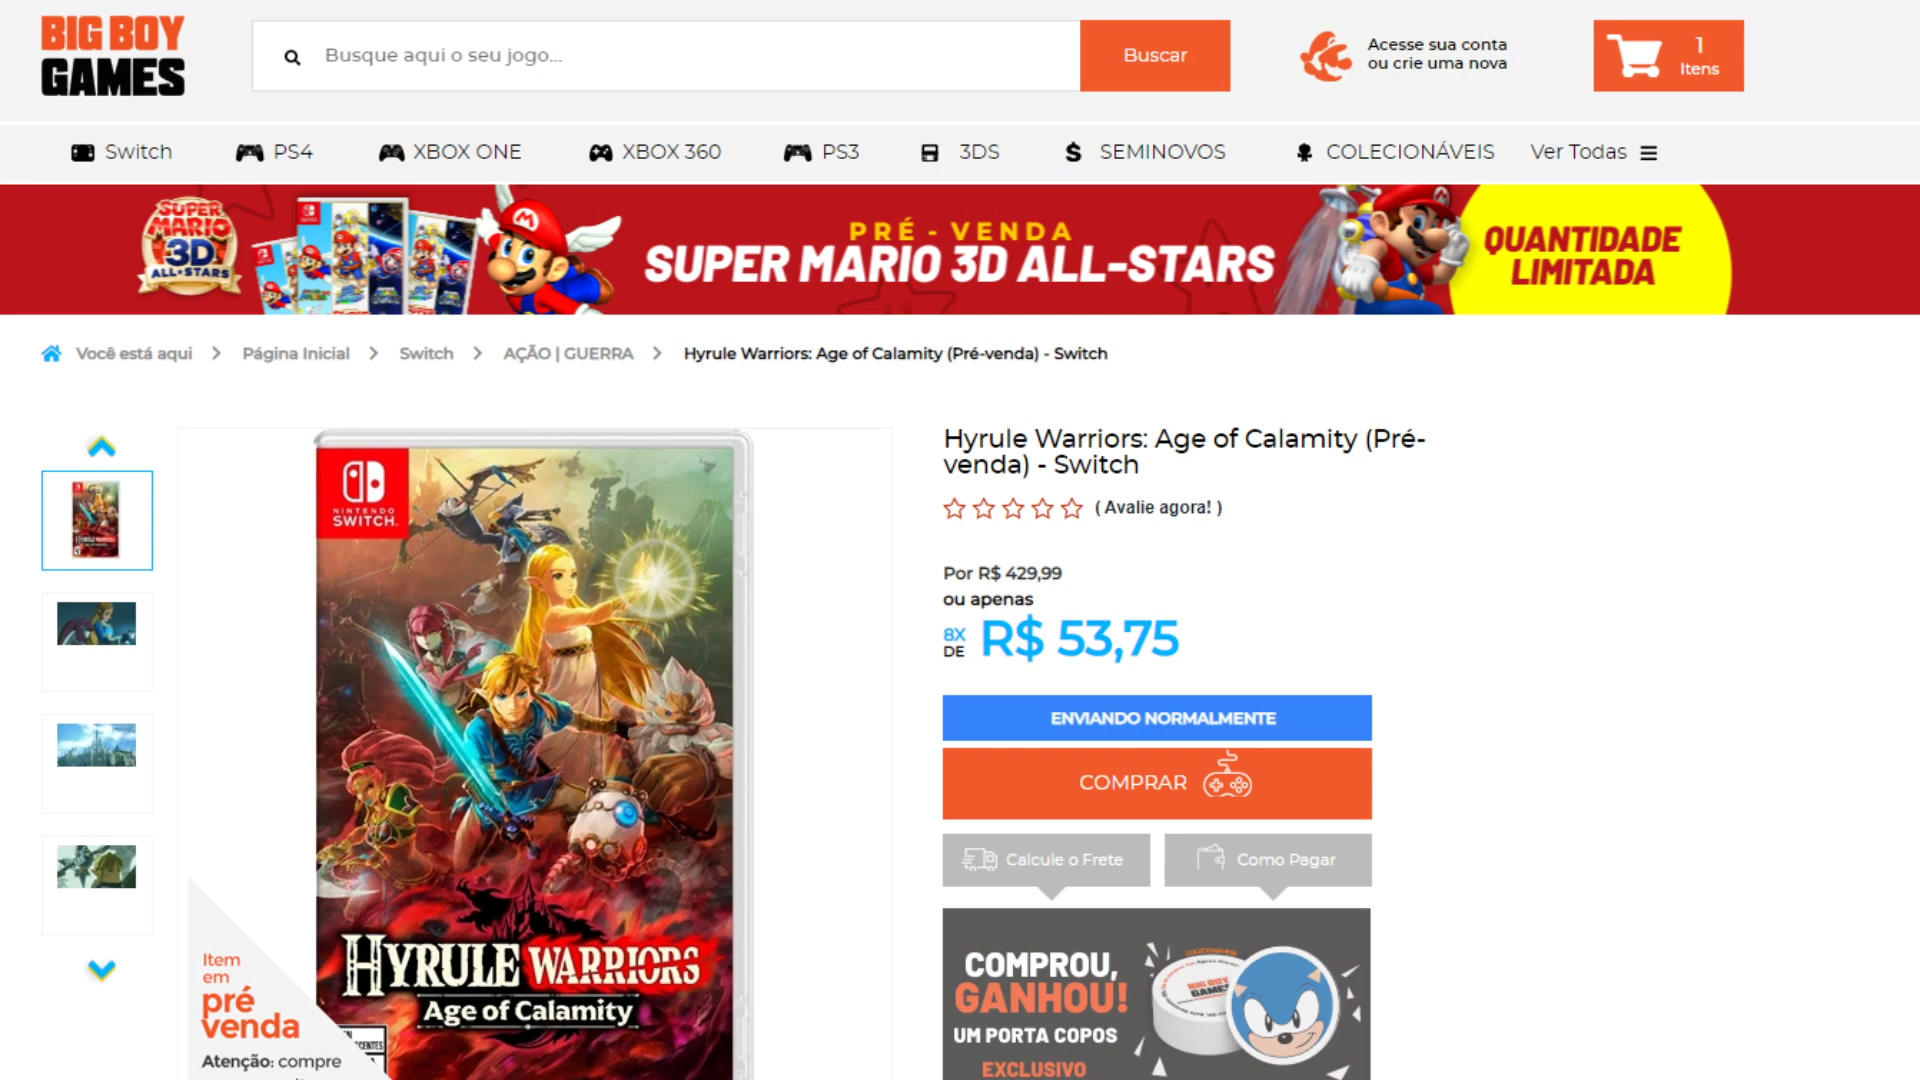 BIG BOY
GAMES
Busque aqui o seu jogo...
Buscar
Acesse sua conta
ou crie uma nova
1
Itens
Switch
PS4
XBOX ONE
XBOX 360
PS3
3DS
SEMINOVOS
COLECIONÁVEIS
Ver Todas
SUPER
MARIO
3D
ALL★STARS
PRÉ - VENDA
SUPER MARIO 3D ALL-STARS
QUANTIDADE
LIMITADA
Você está aqui
Página Inicial
Switch
AÇÃO | GUERRA
Hyrule Warriors: Age of Calamity (Pré-venda) - Switch
NINTENDO
SWITCH
HYRULE WARRIORS
Age of Calamity
Item
em
pré
venda
Atenção: compre
Hyrule Warriors: Age of Calamity (Pré-
venda) - Switch
( Avalie agora! )
Por R$ 429,99
ou apenas
8X
DE
R$ 53,75
ENVIANDO NORMALMENTE
COMPRAR
Calcule o Frete
Como Pagar
COMPROU,
GANHOU!
UM PORTA COPOS
EXCLUSIVO
BIG BOY
GAMES